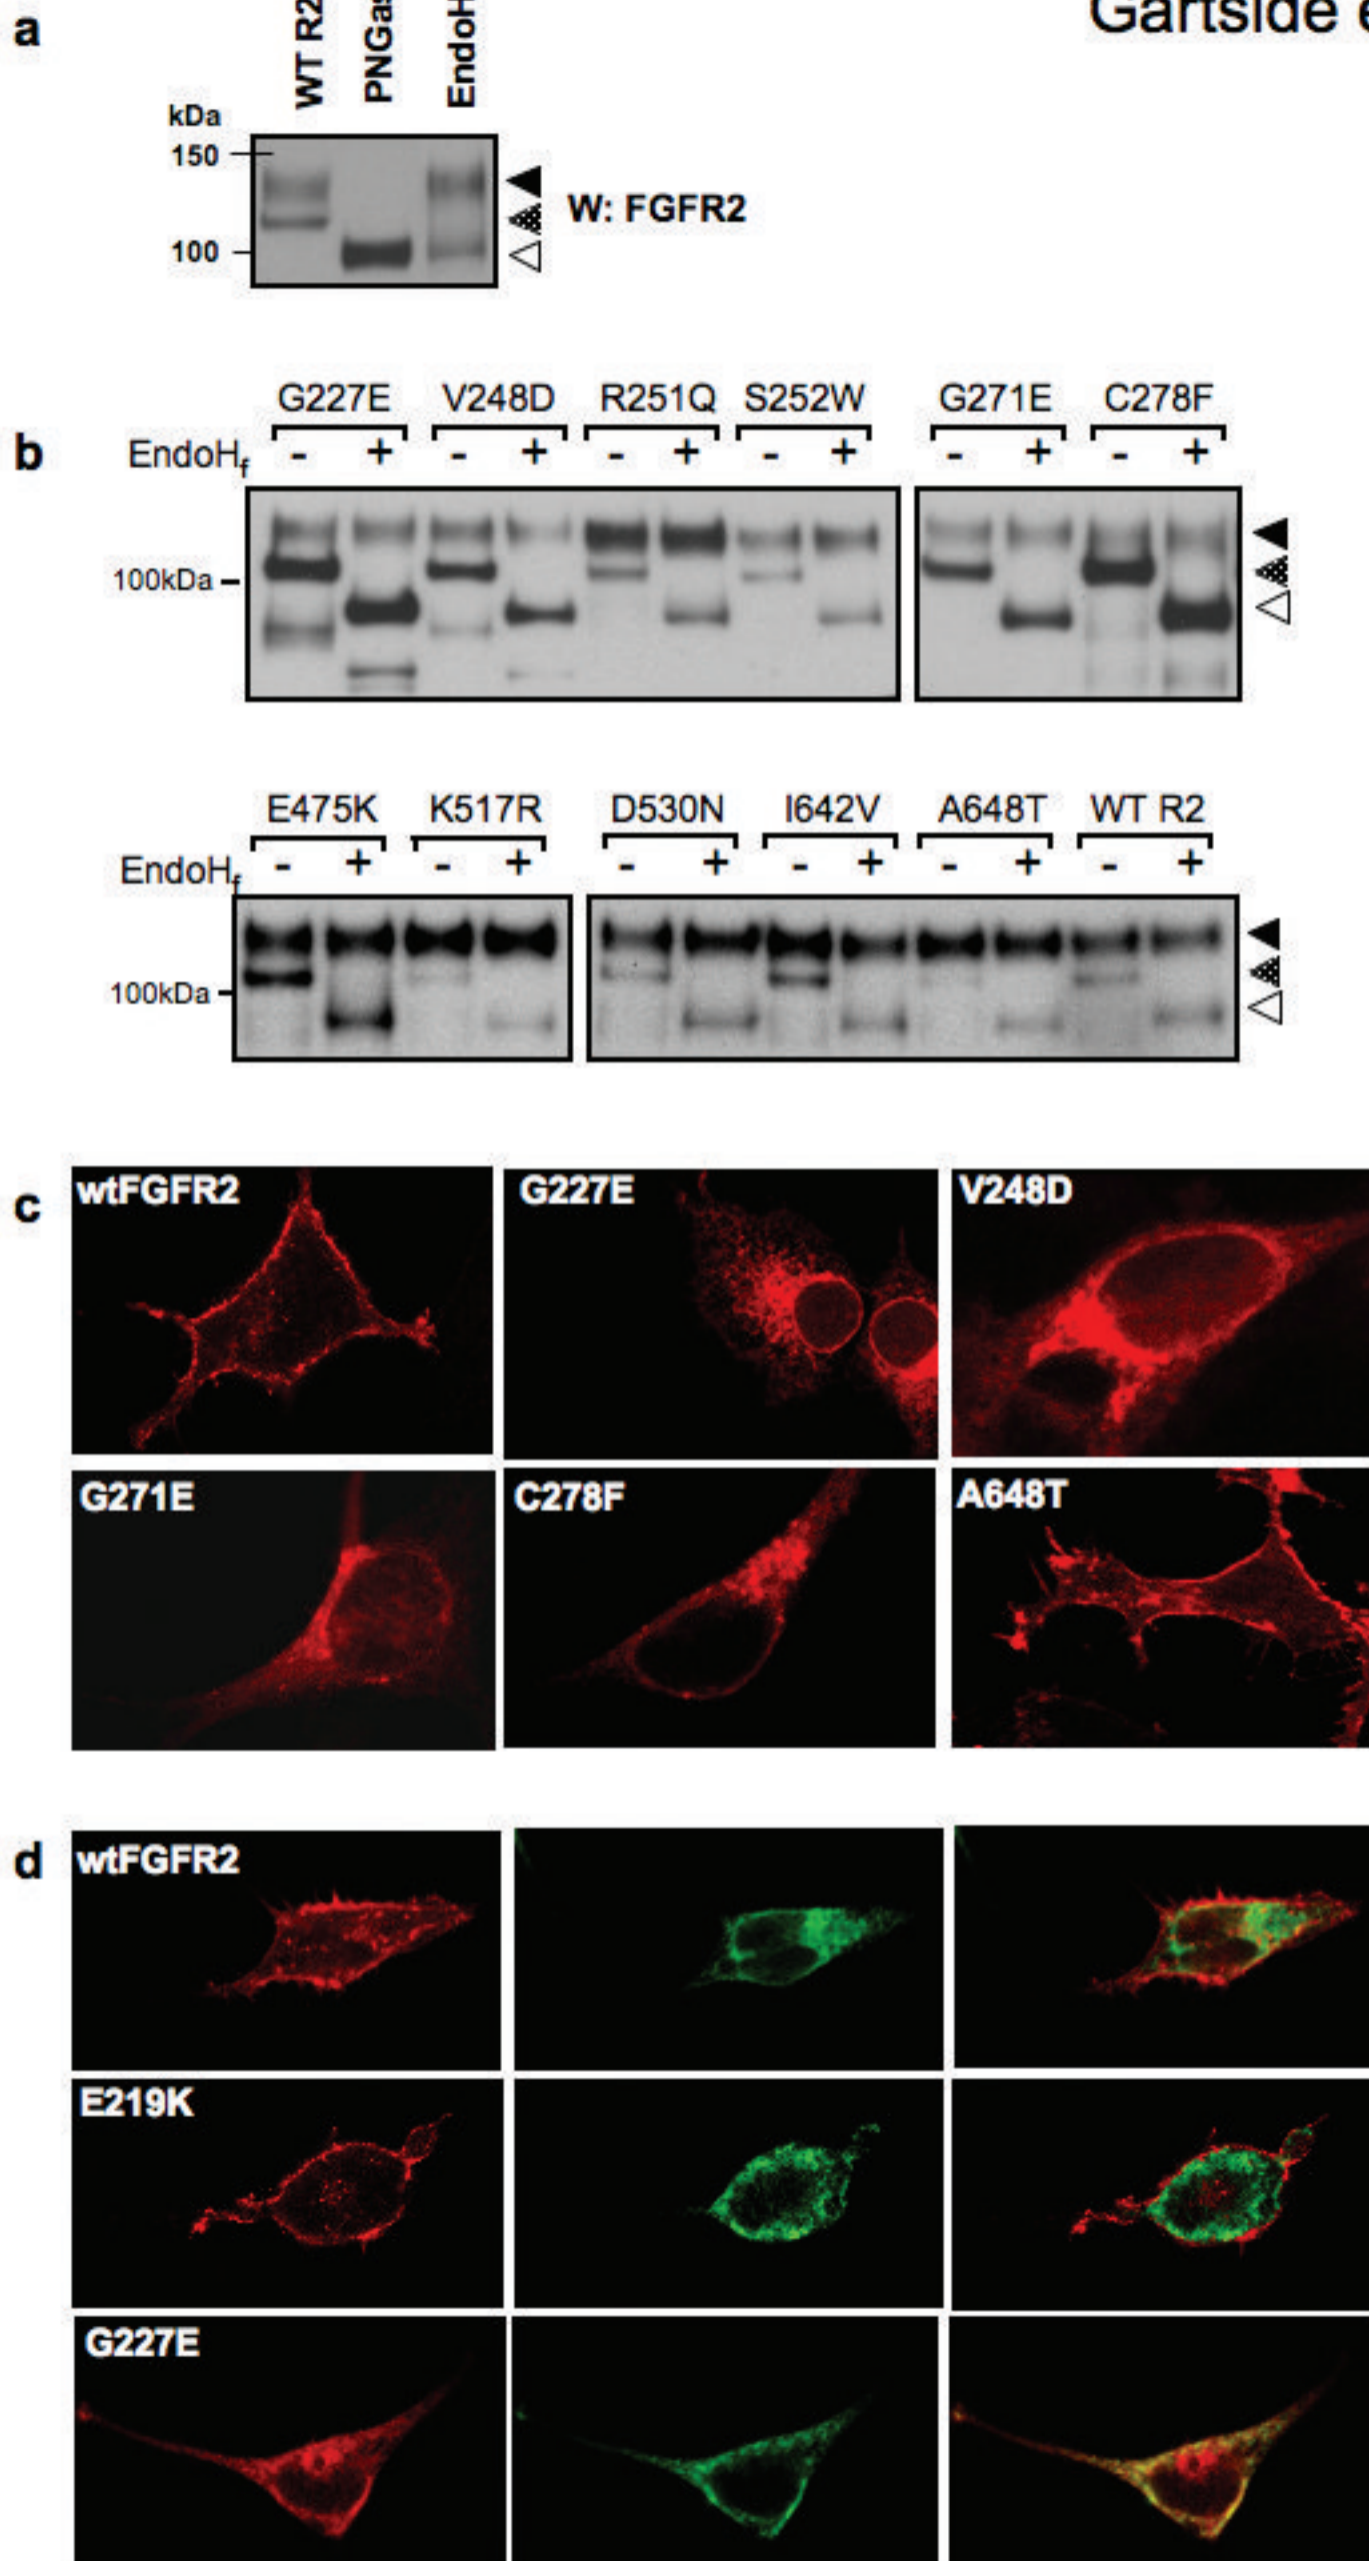 Gartside
a
WT R2
kDa
150
100
W: FGFR2
b
G227E V248D R251Q S252W G271E C278F
EndoHf - + - + - + - + - + - +
100kDa
E475K K517R D530N I642V A648T WT R2
EndoHf - + - + - + - + - + - +
100kDa
c
wtFGFR2 G227E V248D
G271E C278F A648T
d
wtFGFR2
E219K
G227E